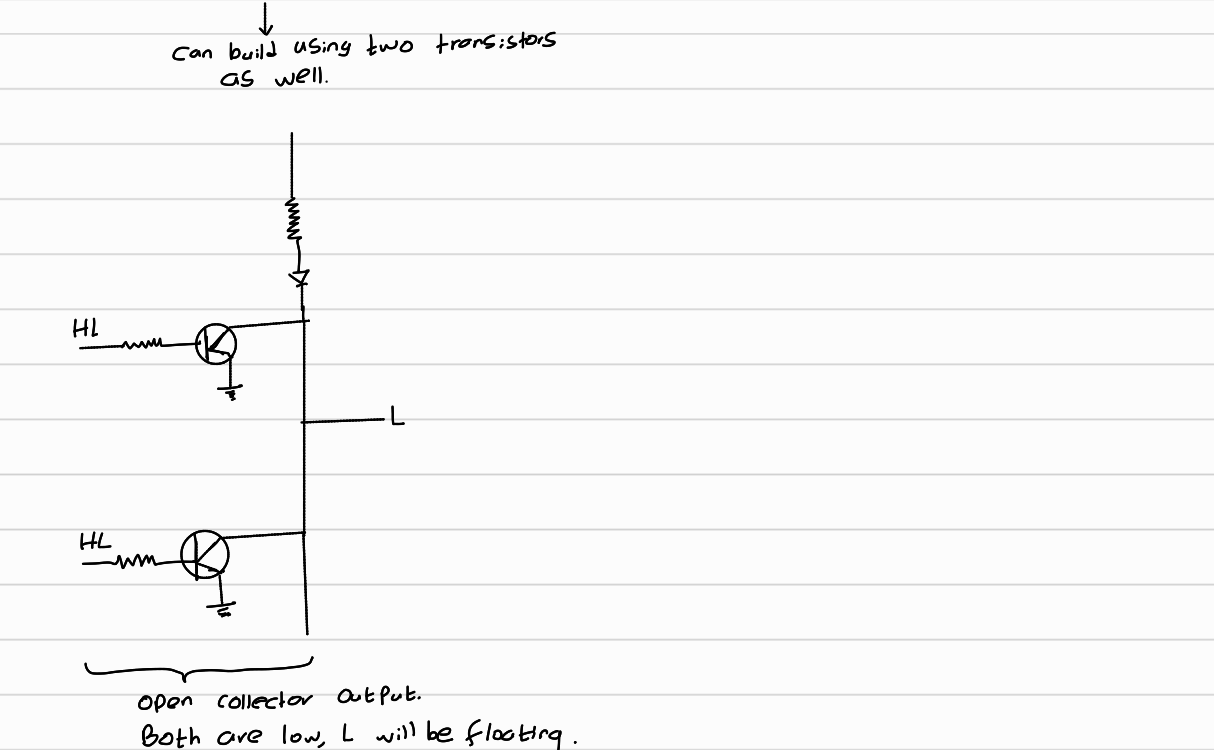 Can build using two transistors
as well.
HL
L
HL
open collector output.
Both are low, L will be floating.